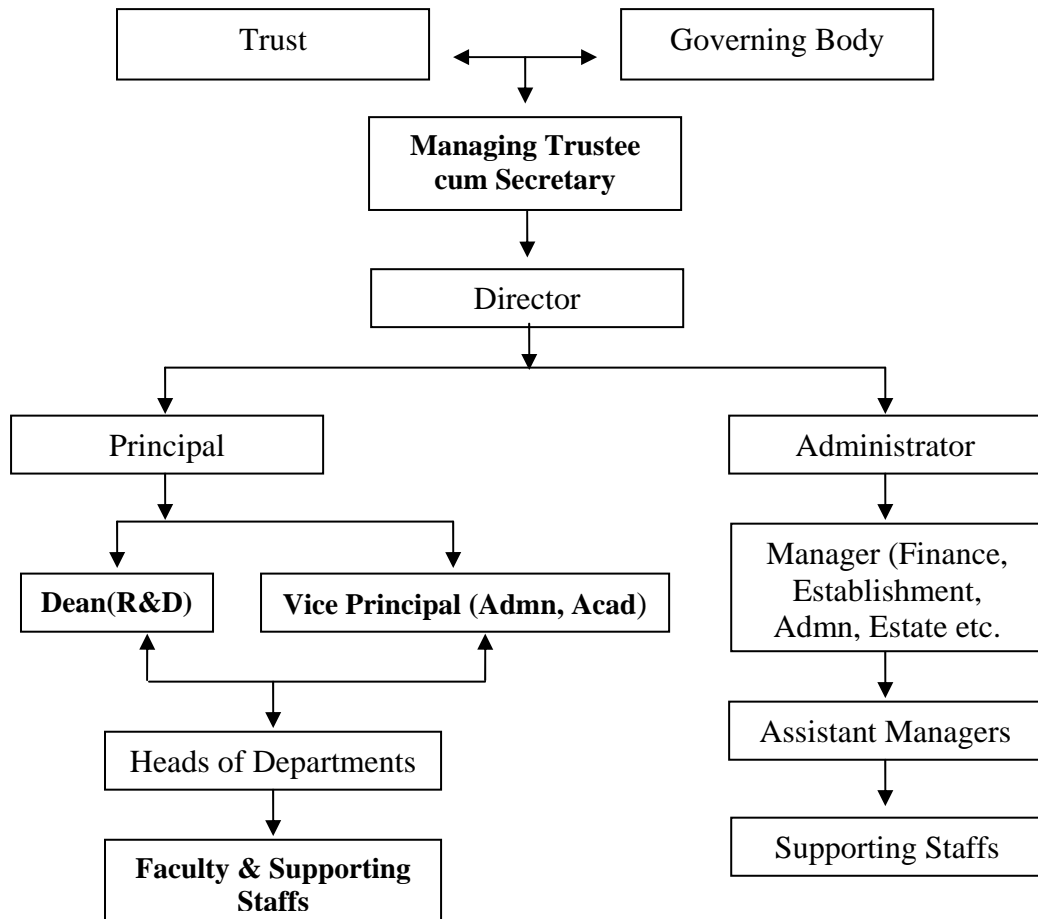 Trust
Governing Body
Managing Trustee
cum Secretary
Director
Principal
Administrator
Dean(R&D)
Vice Principal (Admn, Acad)
Manager (Finance,
Establishment,
Admn, Estate etc.
Heads of Departments
Assistant Managers
Faculty & Supporting
Staffs
Supporting Staffs